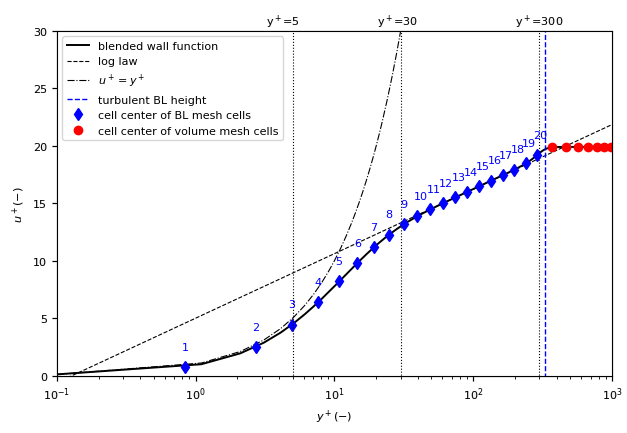 y⁺=5 y⁺=30 y⁺=300
30
25
20
15
10
5
0
u⁺(−)
blended wall function
log law
u⁺ = y⁺
turbulent BL height
cell center of BL mesh cells
cell center of volume mesh cells
1 2 3 4 5 6 7 8 9 10 11 12 13 14 15 16 17 18 19 20
10⁻¹ 10⁰ 10¹ 10² 10³
y⁺(−)